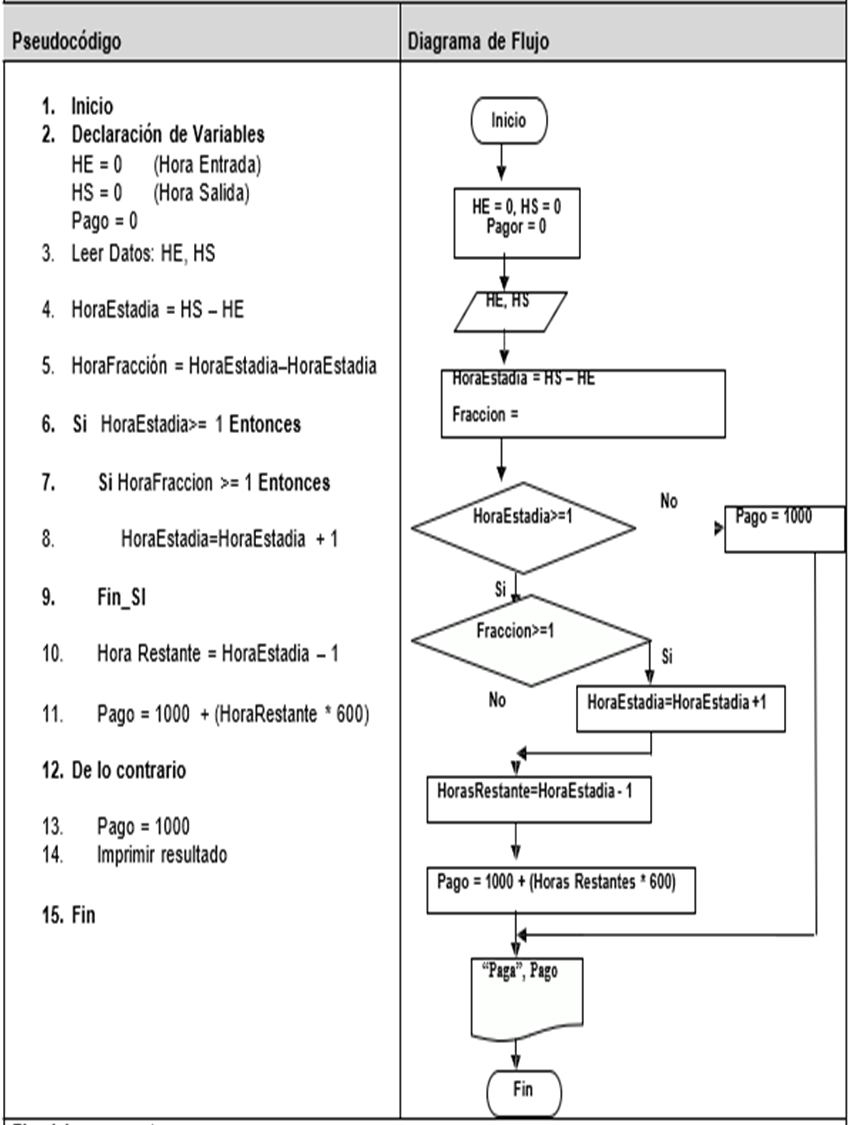 Pseudocódigo
1. Inicio
2. Declaración de Variables
HE = 0 (Hora Entrada)
HS = 0 (Hora Salida)
Pago = 0
3. Leer Datos: HE, HS
4. HoraEstadia = HS – HE
5. HoraFracción = HoraEstadia–HoraEstadia
6. Si HoraEstadia>= 1 Entonces
7. Si HoraFraccion >= 1 Entonces
8. HoraEstadia=HoraEstadia + 1
9. Fin_SI
10. Hora Restante = HoraEstadia – 1
11. Pago = 1000 + (HoraRestante * 600)
12. De lo contrario
13. Pago = 1000
14. Imprimir resultado
15. Fin
Diagrama de Flujo
Inicio
HE = 0, HS = 0
Pagor = 0
HE, HS
HoraEstadia = HS – HE
Fraccion =
HoraEstadia>=1
No
Pago = 1000
Si
Fraccion>=1
Si
No
HoraEstadia=HoraEstadia +1
HorasRestante=HoraEstadia - 1
Pago = 1000 + (Horas Restantes * 600)
“Paga”, Pago
Fin